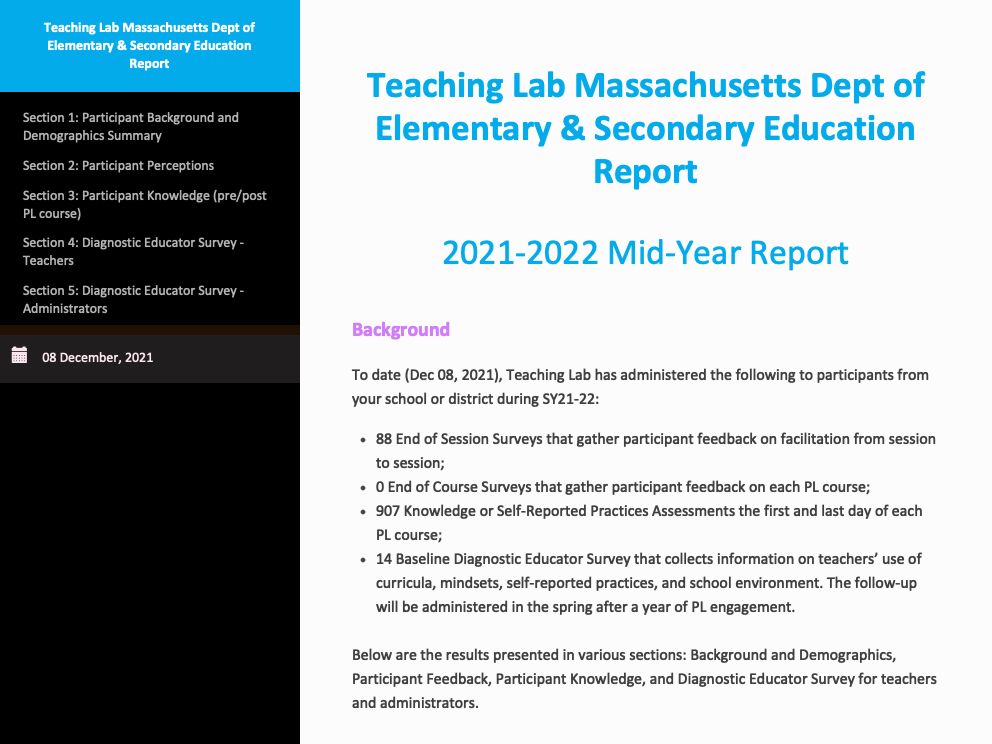 Teaching Lab Massachusetts Dept of
Elementary & Secondary Education
Report
Section 1: Participant Background and
Demographics Summary
Section 2: Participant Perceptions
Section 3: Participant Knowledge (pre/post
PL course)
Section 4: Diagnostic Educator Survey -
Teachers
Section 5: Diagnostic Educator Survey -
Administrators
08 December, 2021
Teaching Lab Massachusetts Dept of
Elementary & Secondary Education
Report
2021-2022 Mid-Year Report
Background
To date (Dec 08, 2021), Teaching Lab has administered the following to participants from
your school or district during SY21-22:
• 88 End of Session Surveys that gather participant feedback on facilitation from session
to session;
• 0 End of Course Surveys that gather participant feedback on each PL course;
• 907 Knowledge or Self-Reported Practices Assessments the first and last day of each
PL course;
• 14 Baseline Diagnostic Educator Survey that collects information on teachers’ use of
curricula, mindsets, self-reported practices, and school environment. The follow-up
will be administered in the spring after a year of PL engagement.
Below are the results presented in various sections: Background and Demographics,
Participant Feedback, Participant Knowledge, and Diagnostic Educator Survey for teachers
and administrators.